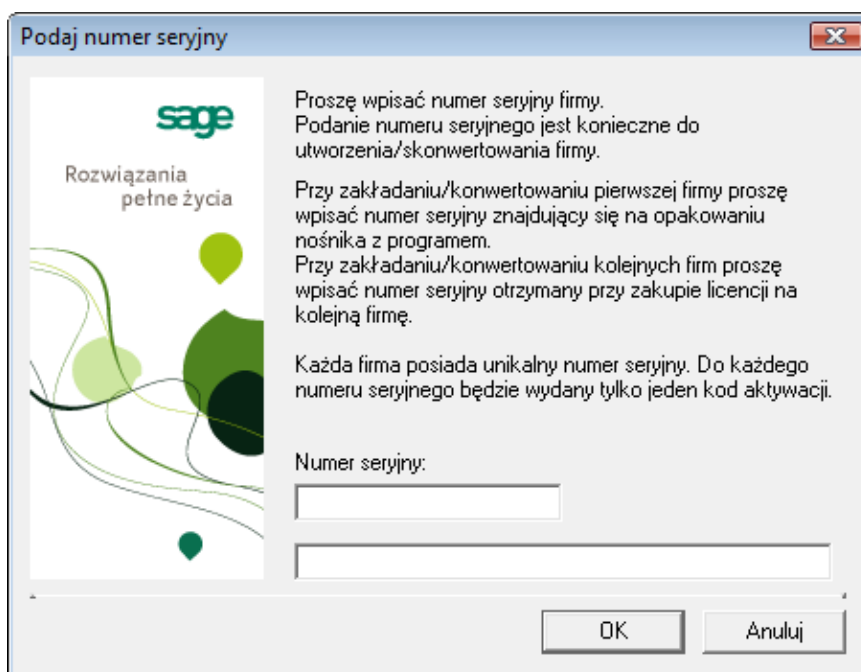 Podaj numer seryjny
sage
Rozwiązania
pełne życia
Proszę wpisać numer seryjny firmy.
Podanie numeru seryjnego jest konieczne do
utworzenia/skonwertowania firmy.
Przy zakładaniu/konwertowaniu pierwszej firmy proszę
wpisać numer seryjny znajdujący się na opakowaniu
nośnika z programem.
Przy zakładaniu/konwertowaniu kolejnych firm proszę
wpisać numer seryjny otrzymany przy zakupie licencji na
kolejną firmę.
Każda firma posiada unikalny numer seryjny. Do każdego
numeru seryjnego będzie wydany tylko jeden kod aktywacji.
Numer seryjny:
OK
Anuluj